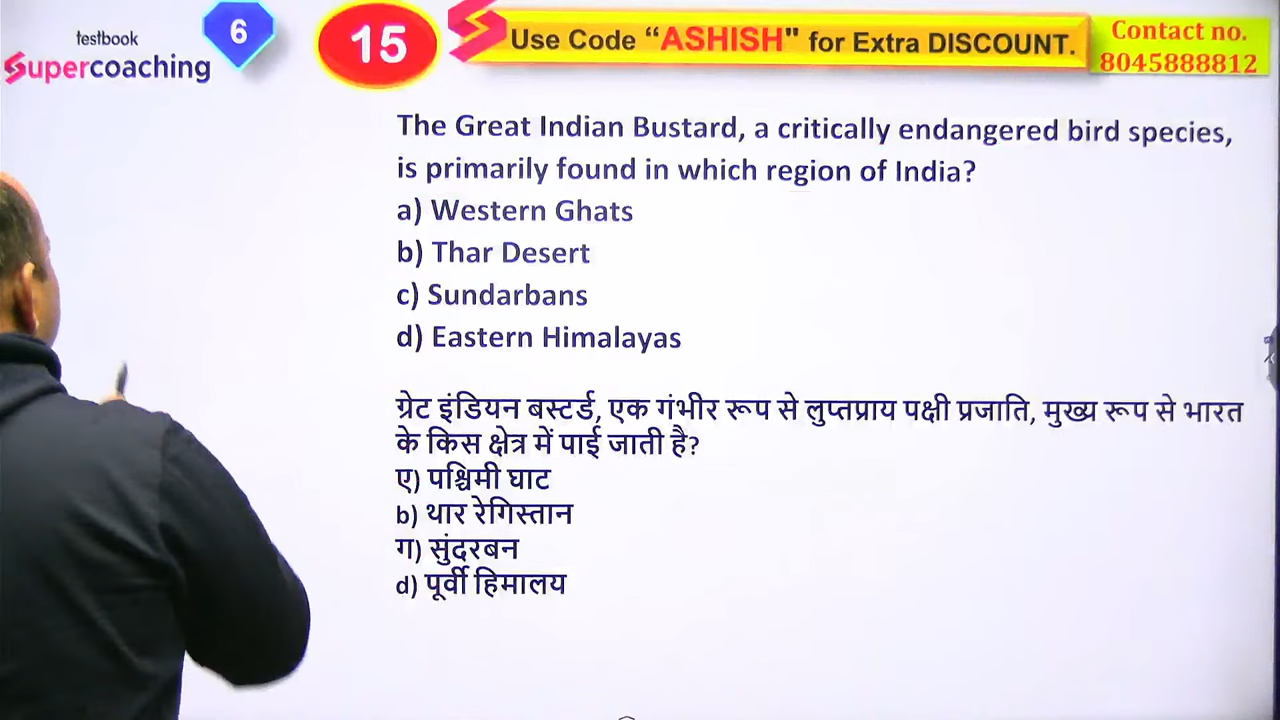 testbook
Supercoaching
6
15
Use Code “ASHISH" for Extra DISCOUNT.
Contact no.
8045888812
The Great Indian Bustard, a critically endangered bird species,
is primarily found in which region of India?
a) Western Ghats
b) Thar Desert
c) Sundarbans
d) Eastern Himalayas
ग्रेट इंडियन बस्टर्ड, एक गंभीर रूप से लुप्तप्राय पक्षी प्रजाति, मुख्य रूप से भारत
के किस क्षेत्र में पाई जाती है?
ए) पश्चिमी घाट
b) थार रेगिस्तान
ग) सुंदरबन
d) पूर्वी हिमालय